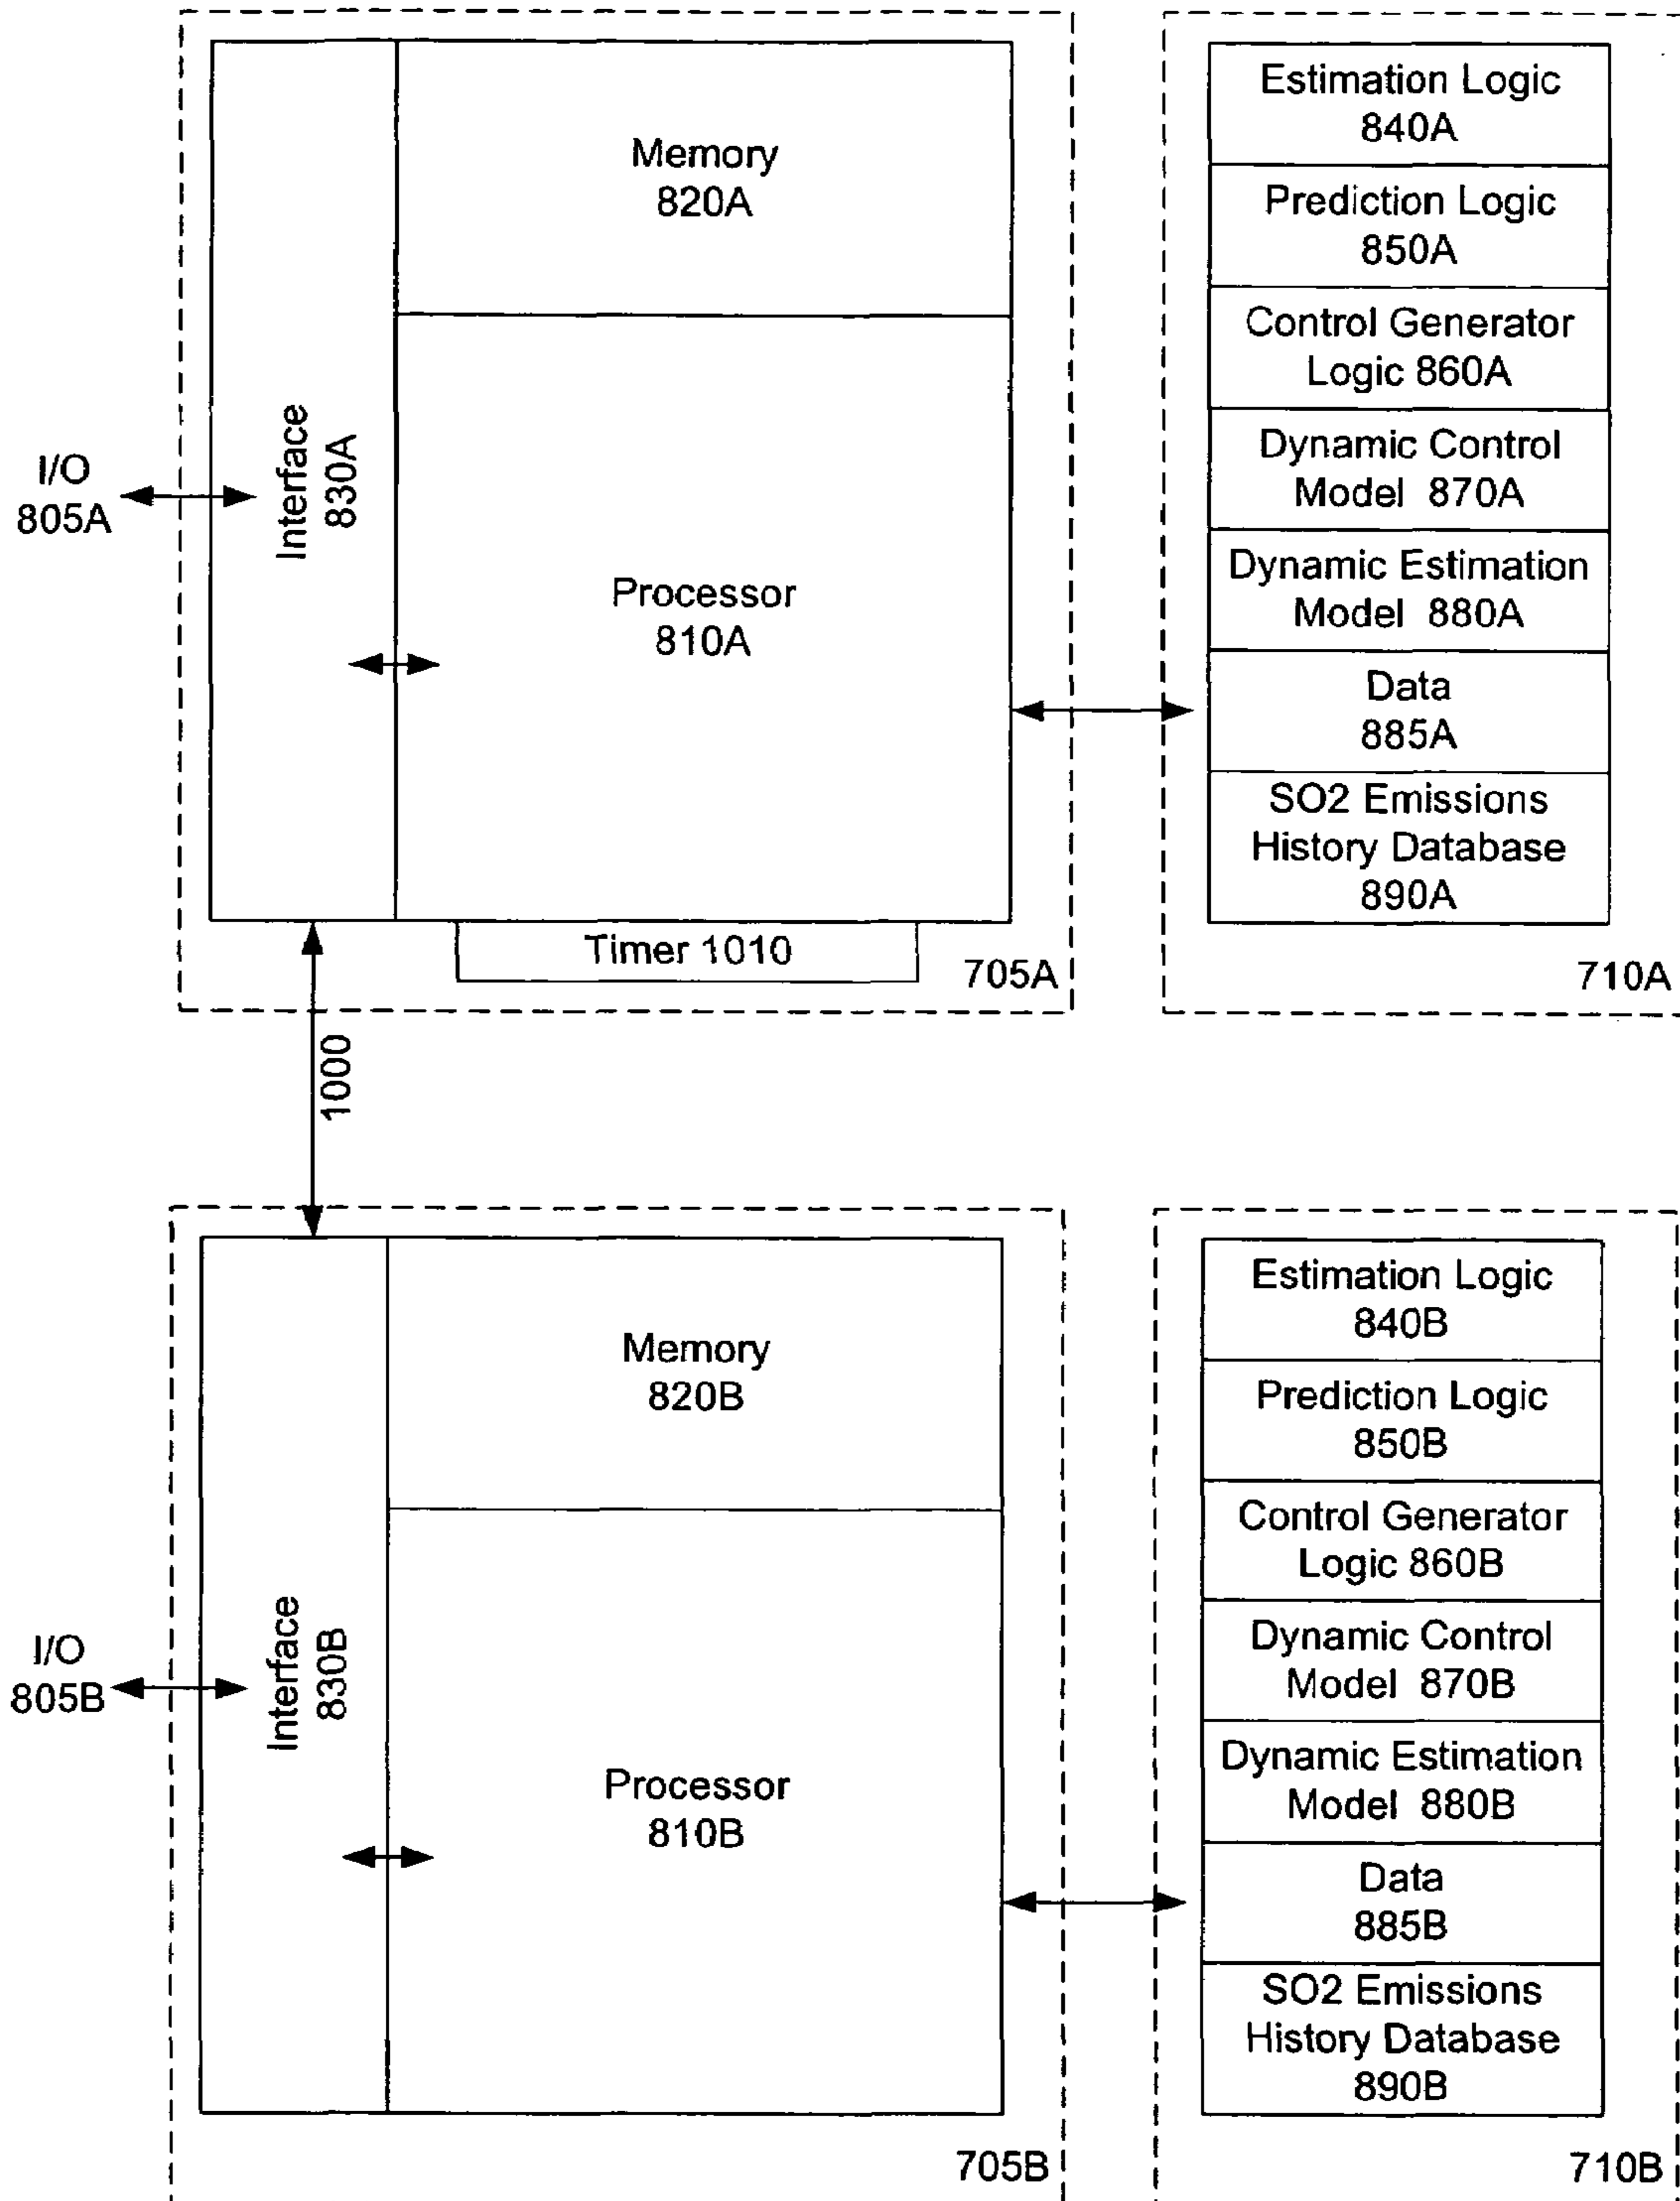 Memory
820A
Interface
830A
I/O
805A
Processor
810A
Timer 1010
705A
Estimation Logic
840A
Prediction Logic
850A
Control Generator
Logic 860A
Dynamic Control
Model 870A
Dynamic Estimation
Model 880A
Data
885A
SO2 Emissions
History Database
890A
710A
1000
Memory
820B
Interface
830B
I/O
805B
Processor
810B
705B
Estimation Logic
840B
Prediction Logic
850B
Control Generator
Logic 860B
Dynamic Control
Model 870B
Dynamic Estimation
Model 880B
Data
885B
SO2 Emissions
History Database
890B
710B